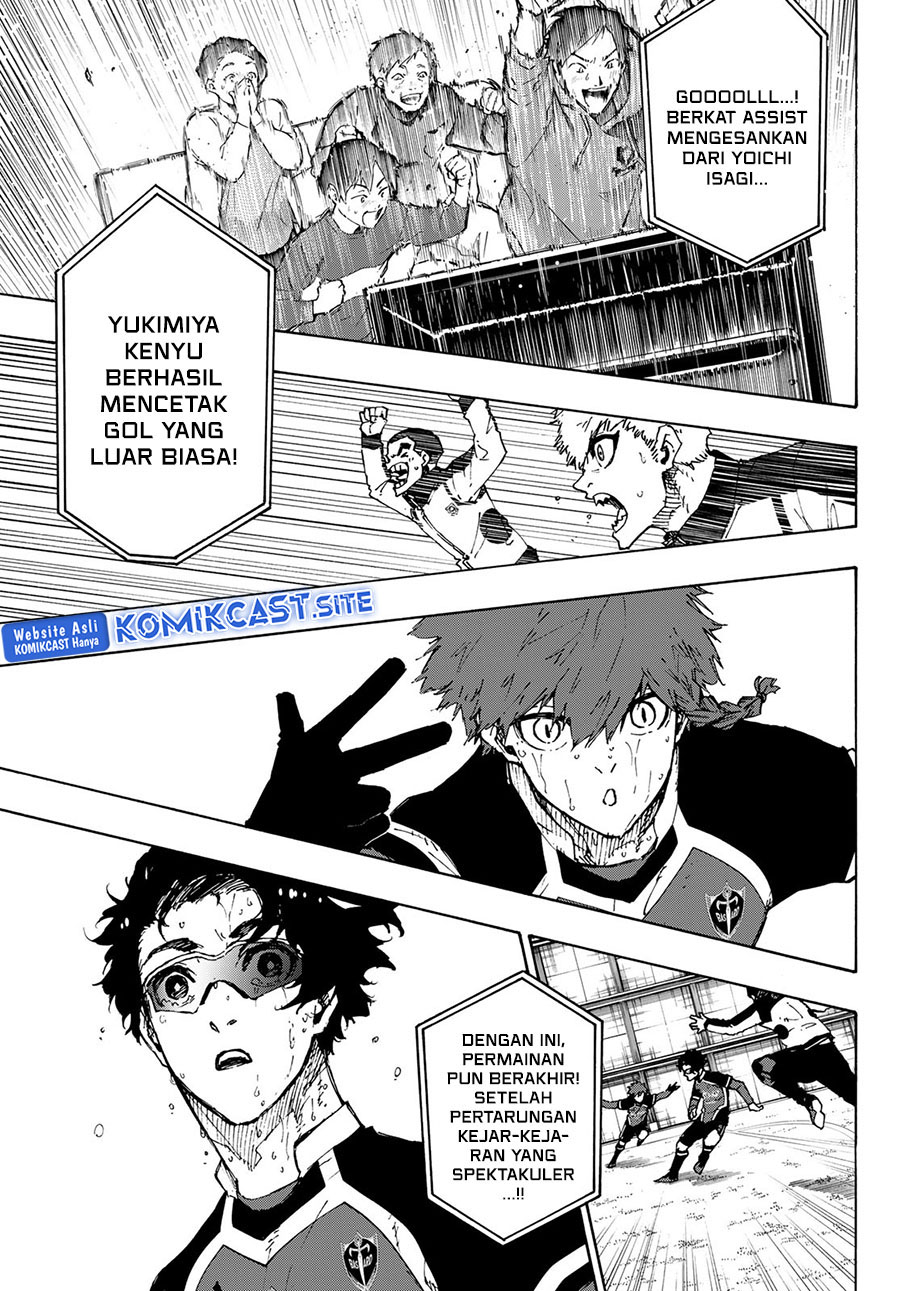 GOOOOLLL...!
BERKAT ASSIST
MENGESANKAN
DARI YOICHI
ISAGI...
YUKIMIYA
KENYU
BERHASIL
MENCETAK
GOL YANG
LUAR BIASA!
Website Asli
KOMIKCAST Hanya
KOMIKCAST.SITE
DENGAN INI,
PERMAINAN
PUN BERAKHIR!
SETELAH
PERTARUNGAN
KEJAR-KEJA-
RAN YANG
SPEKTAKULER
...!!